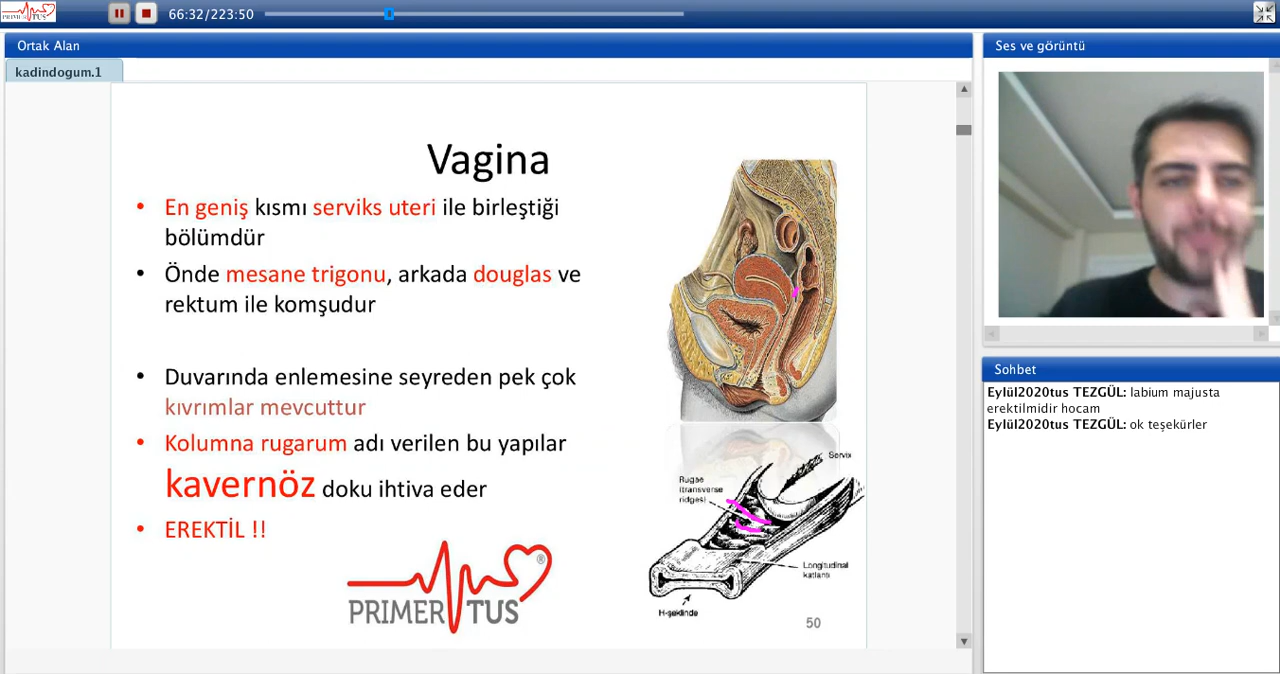 PRIMER TUS
66:32/223:50
Ortak Alan
kadindogum.1
Vagina
• En geniş kısmı serviks uteri ile birleştiği
bölümdür
• Önde mesane trigonu, arkada douglas ve
rektum ile komşudur
• Duvarında enlemesine seyreden pek çok
kıvrımlar mevcuttur
• Kolumna rugarum adı verilen bu yapılar
kavernöz doku ihtiva eder
• EREKTİL !!
PRIMER TUS
®
Servix
Rugae
(transverse
ridges)
Longitudinal
katlantı
H-şeklinde
50
Ses ve görüntü
Sohbet
Eylül2020tus TEZGÜL: labium majusta
erektilmidir hocam
Eylül2020tus TEZGÜL: ok teşekürler